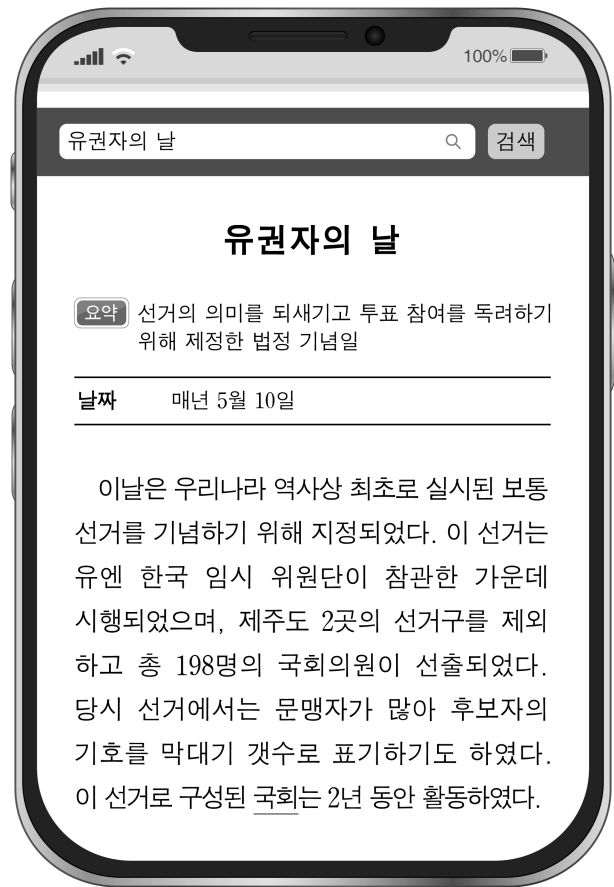 100%
유권자의 날
검색
유권자의 날
요약 선거의 의미를 되새기고 투표 참여를 독려하기
위해 제정한 법정 기념일
날짜 매년 5월 10일
이날은 우리나라 역사상 최초로 실시된 보통
선거를 기념하기 위해 지정되었다. 이 선거는
유엔 한국 임시 위원단이 참관한 가운데
시행되었으며, 제주도 2곳의 선거구를 제외
하고 총 198명의 국회의원이 선출되었다.
당시 선거에서는 문맹자가 많아 후보자의
기호를 막대기 갯수로 표기하기도 하였다.
이 선거로 구성된 국회는 2년 동안 활동하였다.